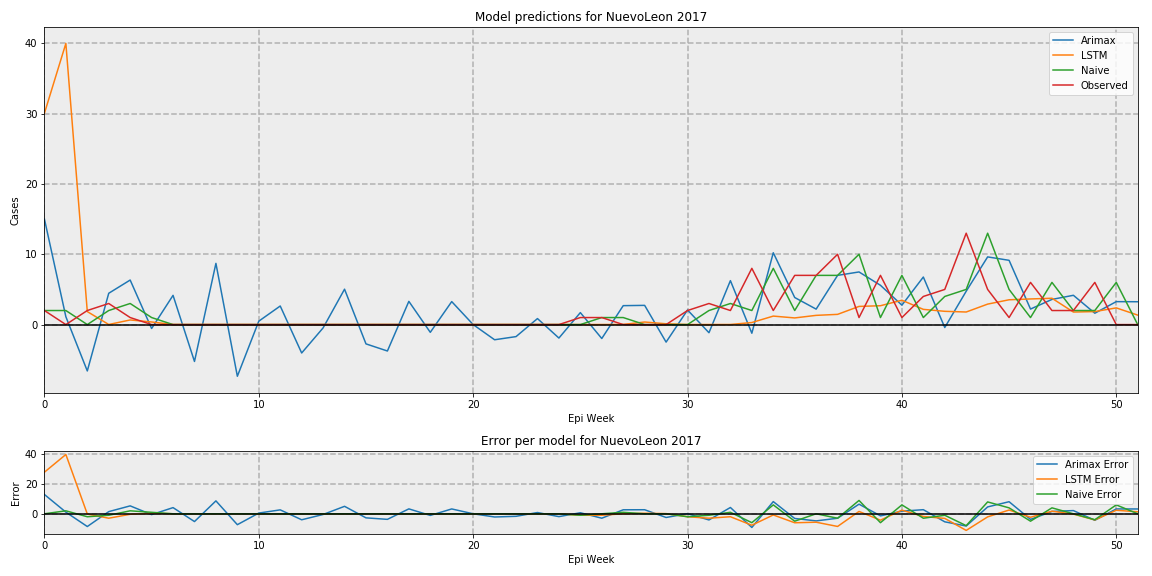 Model predictions for NuevoLeon 2017
40
30
20
10
0
Cases
Arimax
LSTM
Naive
Observed
0 10 20 30 40 50
Epi Week
Error per model for NuevoLeon 2017
40
20
0
Error
Arimax Error
LSTM Error
Naive Error
0 10 20 30 40 50
Epi Week